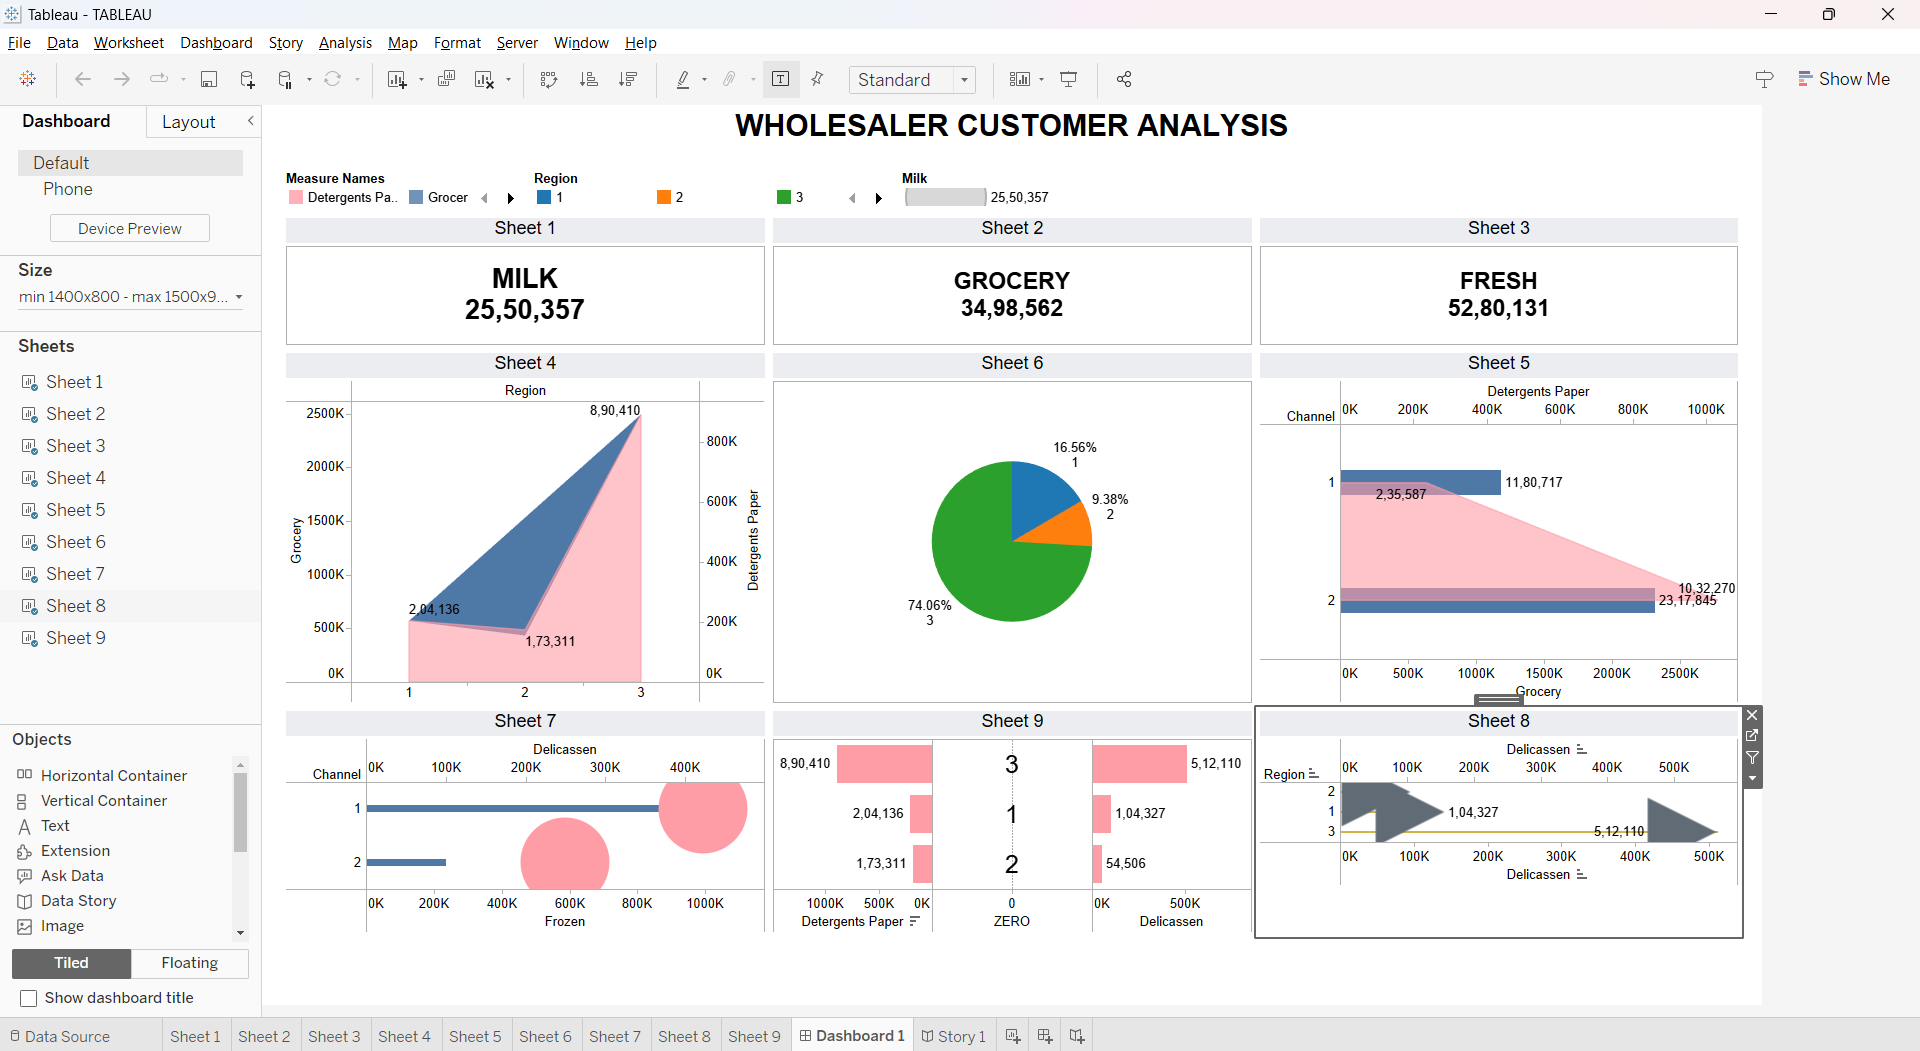 Tableau - TABLEAU
File Data Worksheet Dashboard Story Analysis Map Format Server Window Help
Standard
Show Me
Dashboard Layout
Default
Phone
Device Preview
Size
min 1400x800 - max 1500x9...
Sheets
Sheet 1
Sheet 2
Sheet 3
Sheet 4
Sheet 5
Sheet 6
Sheet 7
Sheet 8
Sheet 9
Objects
Horizontal Container
Vertical Container
Text
Extension
Ask Data
Data Story
Image
Tiled Floating
Show dashboard title
WHOLESALER CUSTOMER ANALYSIS
Measure Names Region Milk
Detergents Pa.. Grocer 1 2 3 25,50,357
Sheet 1
MILK
25,50,357
Sheet 2
GROCERY
34,98,562
Sheet 3
FRESH
52,80,131
Sheet 4
Region
8,90,410
2500K
2000K
1500K
1000K
500K
0K
Grocery
2,04,136
1,73,311
800K
600K
400K
200K
0K
Detergents Paper
1 2 3
Sheet 6
16.56%
1
9.38%
2
74.06%
3
Sheet 5
Detergents Paper
Channel 0K 200K 400K 600K 800K 1000K
1 11,80,717
2,35,587
10,32,270
2 23,17,845
0K 500K 1000K 1500K 2000K 2500K
Grocery
Sheet 7
Delicassen
Channel 0K 100K 200K 300K 400K
1
2
0K 200K 400K 600K 800K 1000K
Frozen
Sheet 9
8,90,410 3 5,12,110
2,04,136 1 1,04,327
1,73,311 2 54,506
1000K 500K 0K 0 0K 500K
Detergents Paper ZERO Delicassen
Sheet 8
Delicassen
Region 0K 100K 200K 300K 400K 500K
2
1 1,04,327
3 5,12,110
0K 100K 200K 300K 400K 500K
Delicassen
Data Source Sheet 1 Sheet 2 Sheet 3 Sheet 4 Sheet 5 Sheet 6 Sheet 7 Sheet 8 Sheet 9 Dashboard 1 Story 1